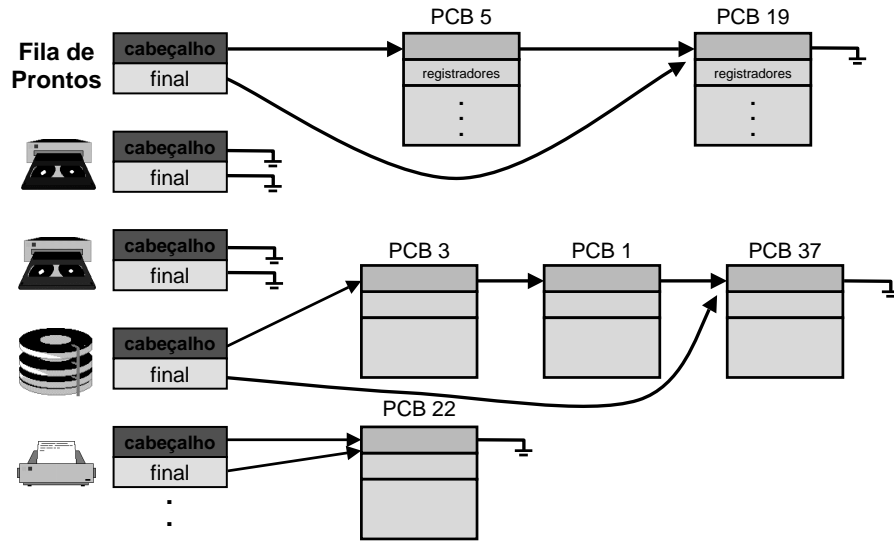 PCB 5
PCB 19
Fila de
Prontos
cabeçalho
final
registradores
registradores
cabeçalho
final
cabeçalho
final
PCB 3
PCB 1
PCB 37
cabeçalho
final
PCB 22
cabeçalho
final